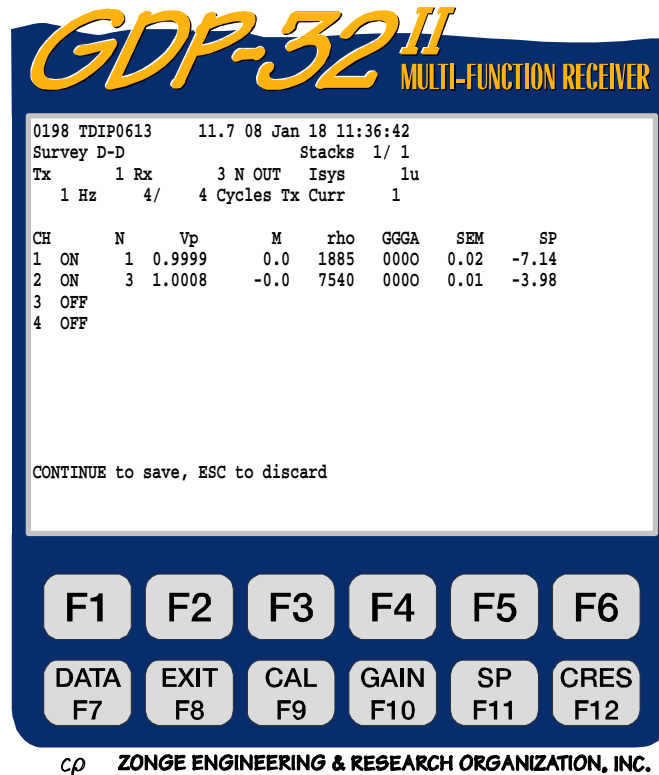 GDP-32 II
MULTI-FUNCTION RECEIVER
0198 TDIP0613 11.7 08 Jan 18 11:36:42
Survey D-D Stacks 1/ 1
Tx 1 Rx 3 N OUT Isys 1u
1 Hz 4/ 4 Cycles Tx Curr 1
CH N Vp M rho GGGA SEM SP
1 ON 1 0.9999 0.0 1885 000O 0.02 -7.14
2 ON 3 1.0008 -0.0 7540 000O 0.01 -3.98
3 OFF
4 OFF
CONTINUE to save, ESC to discard
F1 F2 F3 F4 F5 F6
DATA EXIT CAL GAIN SP CRES
F7 F8 F9 F10 F11 F12
cp ZONGE ENGINEERING & RESEARCH ORGANIZATION, INC.